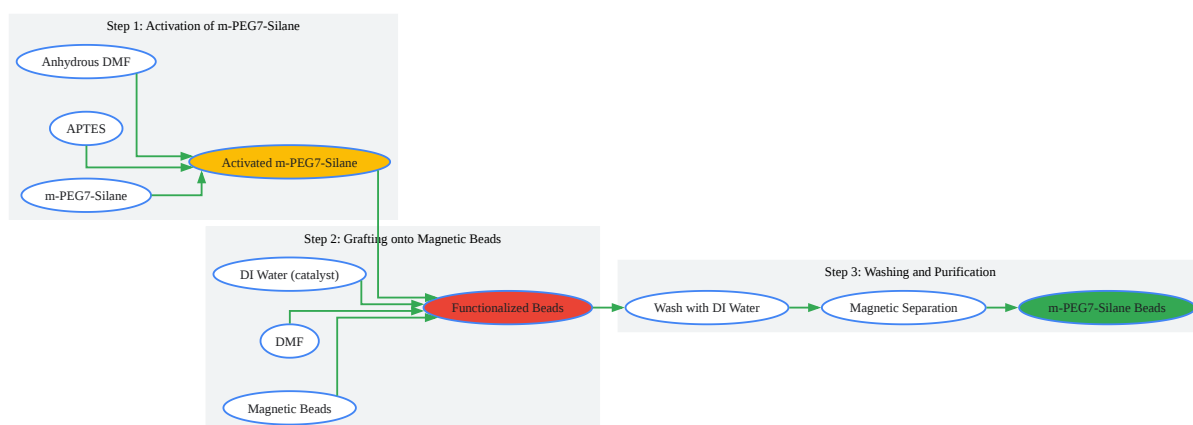 Step 1: Activation of m-PEG7-Silane
Anhydrous DMF
APTES
Activated m-PEG7-Silane
m-PEG7-Silane
Step 2: Grafting onto Magnetic Beads
DI Water (catalyst)
Functionalized Beads
DMF
Magnetic Beads
Step 3: Washing and Purification
Wash with DI Water
Magnetic Separation
m-PEG7-Silane Beads